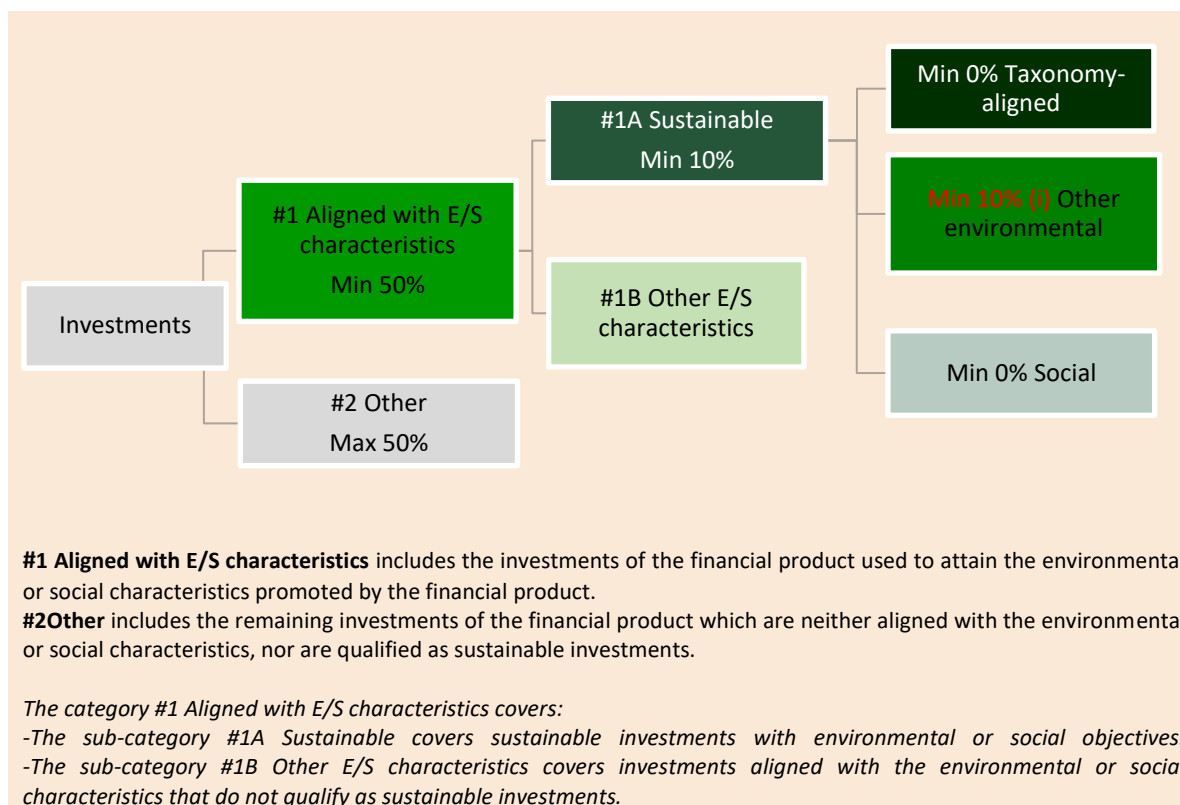 Min 0% Taxonomy-
aligned
#1A Sustainable
Min 10%
#1 Aligned with E/S
characteristics
Min 50%
Min 10% (i) Other
environmental
#1B Other E/S
characteristics
Investments
Min 0% Social
#2 Other
Max 50%
#1 Aligned with E/S characteristics includes the investments of the financial product used to attain the environmenta
or social characteristics promoted by the financial product.
#2Other includes the remaining investments of the financial product which are neither aligned with the environmenta
or social characteristics, nor are qualified as sustainable investments.
The category #1 Aligned with E/S characteristics covers:
-The sub-category #1A Sustainable covers sustainable investments with environmental or social objectives.
-The sub-category #1B Other E/S characteristics covers investments aligned with the environmental or socia
characteristics that do not qualify as sustainable investments.